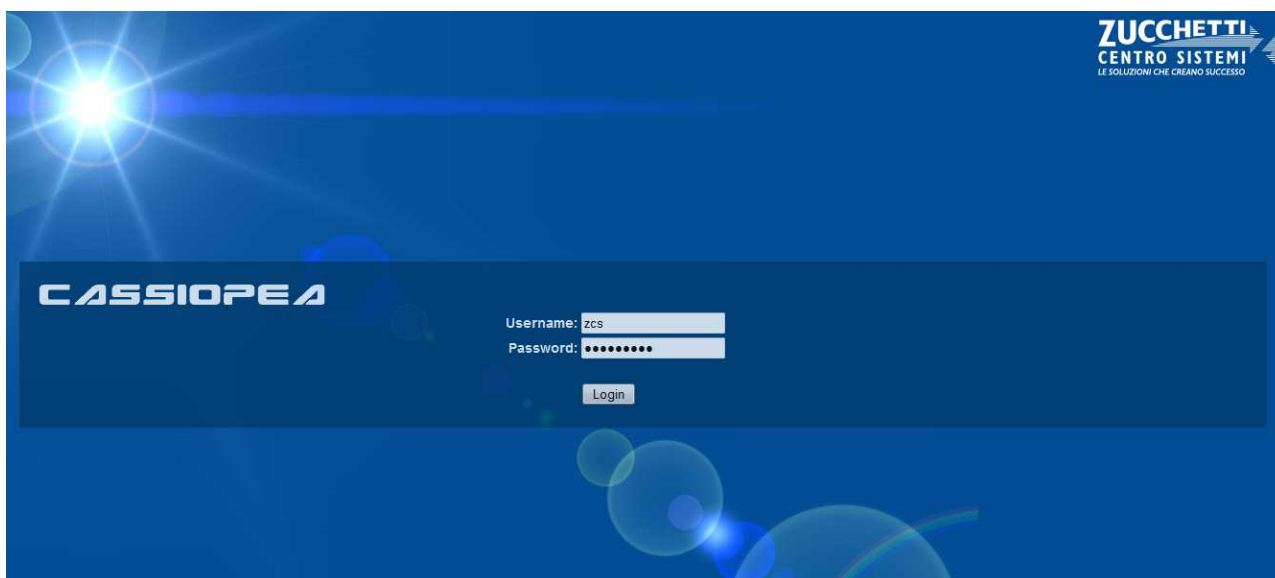 ZUCCHETTI
CENTRO SISTEMI
LE SOLUZIONI CHE CREANO SUCCESSO
CASSIOPEA
Username: zcs
Password: •••••••••
Login